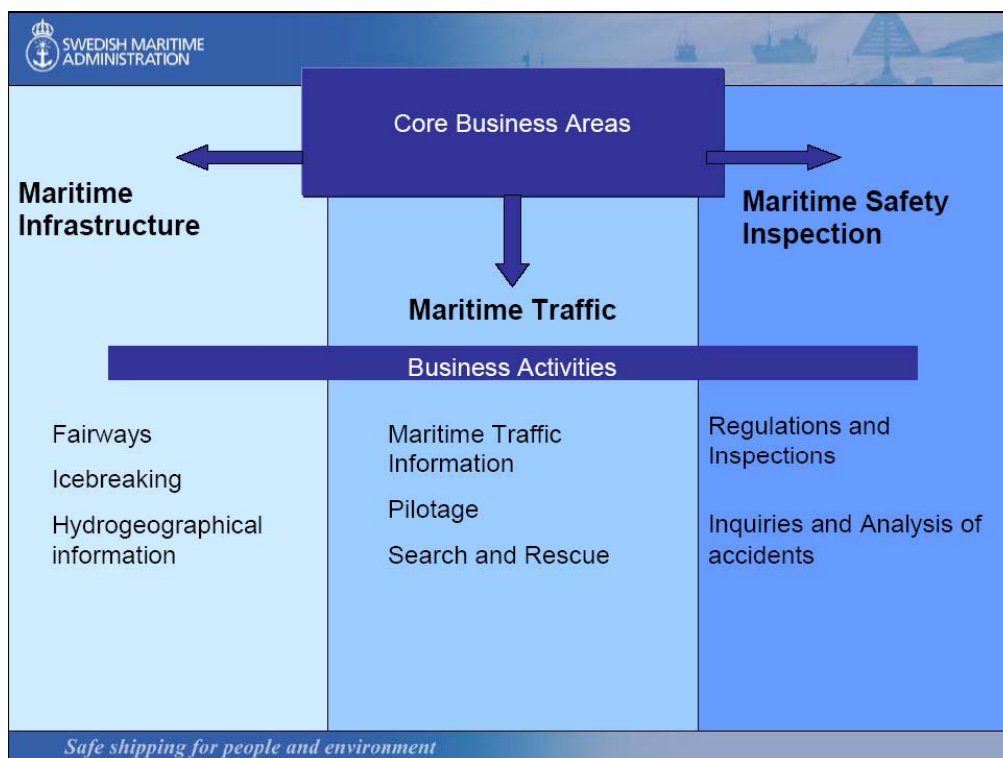 SWEDISH MARITIME
ADMINISTRATION
Core Business Areas
Maritime
Infrastructure
Maritime Safety
Inspection
Maritime Traffic
Business Activities
Fairways
Icebreaking
Hydrogeographical
information
Maritime Traffic
Information
Pilotage
Search and Rescue
Regulations and
Inspections
Inquiries and Analysis of
accidents
Safe shipping for people and environment